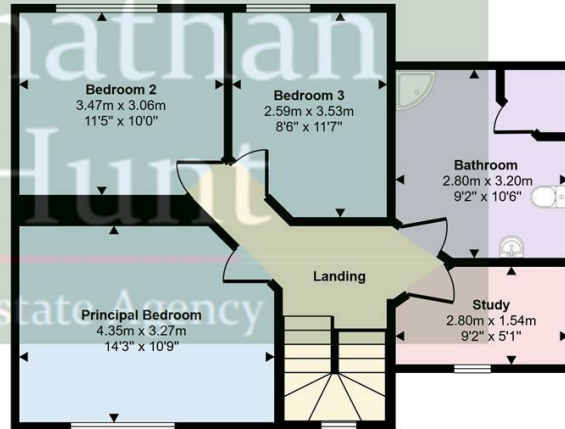 nathan
Hunt
state Agency
Bedroom 2
3.47m x 3.06m
11'5" x 10'0"
Bedroom 3
2.59m x 3.53m
8'6" x 11'7"
Bathroom
2.80m x 3.20m
9'2" x 10'6"
Landing
Principal Bedroom
4.35m x 3.27m
14'3" x 10'9"
Study
2.80m x 1.54m
9'2" x 5'1"